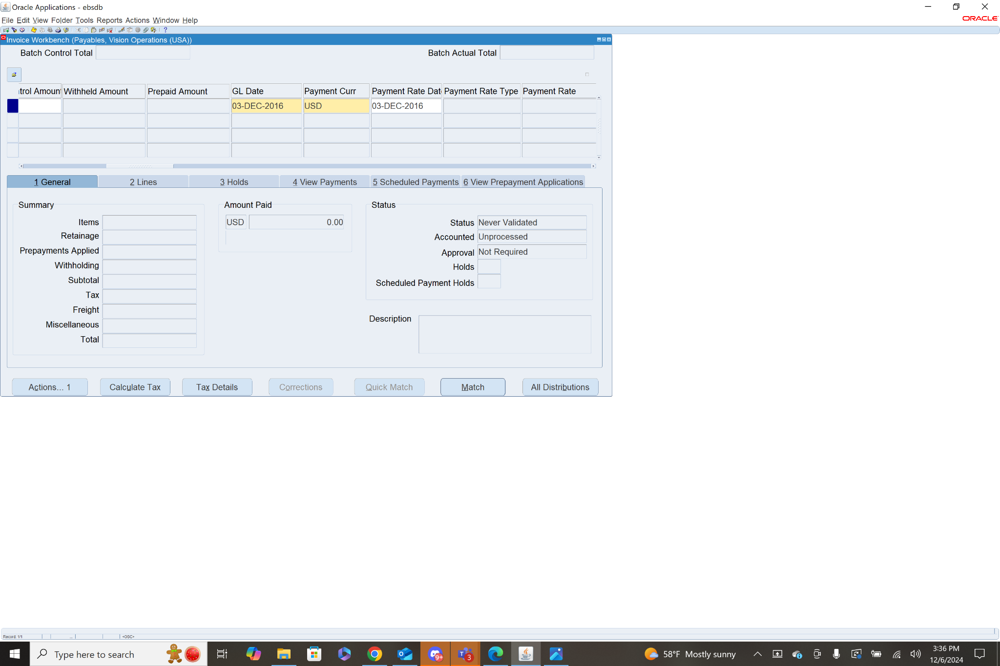 Oracle Applications - ebsdb
File Edit View Folder Tools Reports Actions Window Help
ORACLE
Invoice Workbench (Payables, Vision Operations (USA))
Batch Control Total
Batch Actual Total
trol Amount Withheld Amount Prepaid Amount GL Date Payment Curr Payment Rate Dat Payment Rate Type Payment Rate
03-DEC-2016 USD 03-DEC-2016
1 General 2 Lines 3 Holds 4 View Payments 5 Scheduled Payments 6 View Prepayment Applications
Summary
Items
Retainage
Prepayments Applied
Withholding
Subtotal
Tax
Freight
Miscellaneous
Total
Amount Paid
USD 0.00
Status
Status Never Validated
Accounted Unprocessed
Approval Not Required
Holds
Scheduled Payment Holds
Description
Actions... 1 Calculate Tax Tax Details Corrections Quick Match Match All Distributions
Record: 1/1 ... <OSC>
Type here to search
9+
T 3
58°F Mostly sunny
3:36 PM
12/6/2024